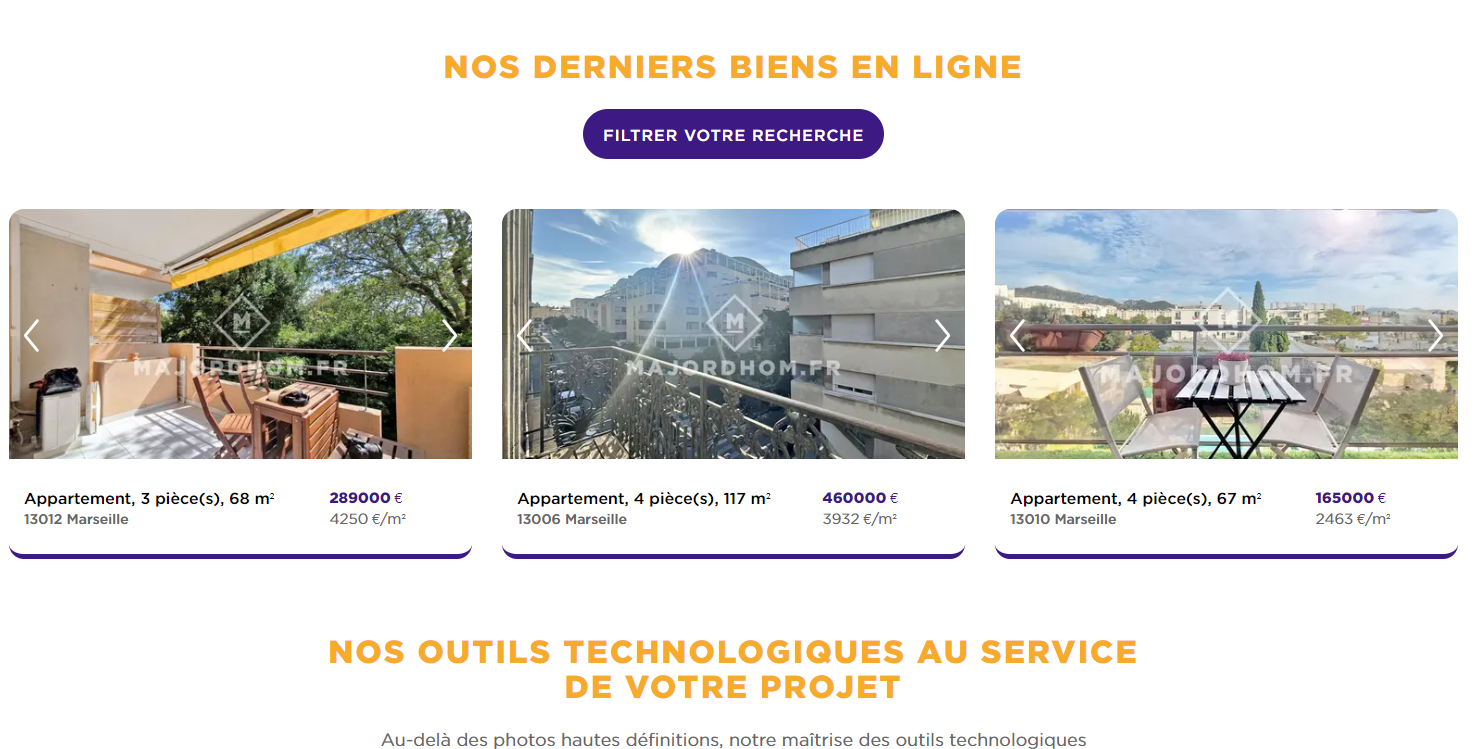 NOS DERNIERS BIENS EN LIGNE
FILTRER VOTRE RECHERCHE
M
MAJORDHOM.FR
M
MAJORDHOM.FR
M
MAJORDHOM.FR
Appartement, 3 pièce(s), 68 m²
289000 €
13012 Marseille
4250 €/m²
Appartement, 4 pièce(s), 117 m²
460000 €
13006 Marseille
3932 €/m²
Appartement, 4 pièce(s), 67 m²
165000 €
13010 Marseille
2463 €/m²
NOS OUTILS TECHNOLOGIQUES AU SERVICE
DE VOTRE PROJET
Au-delà des photos hautes définitions, notre maîtrise des outils technologiques